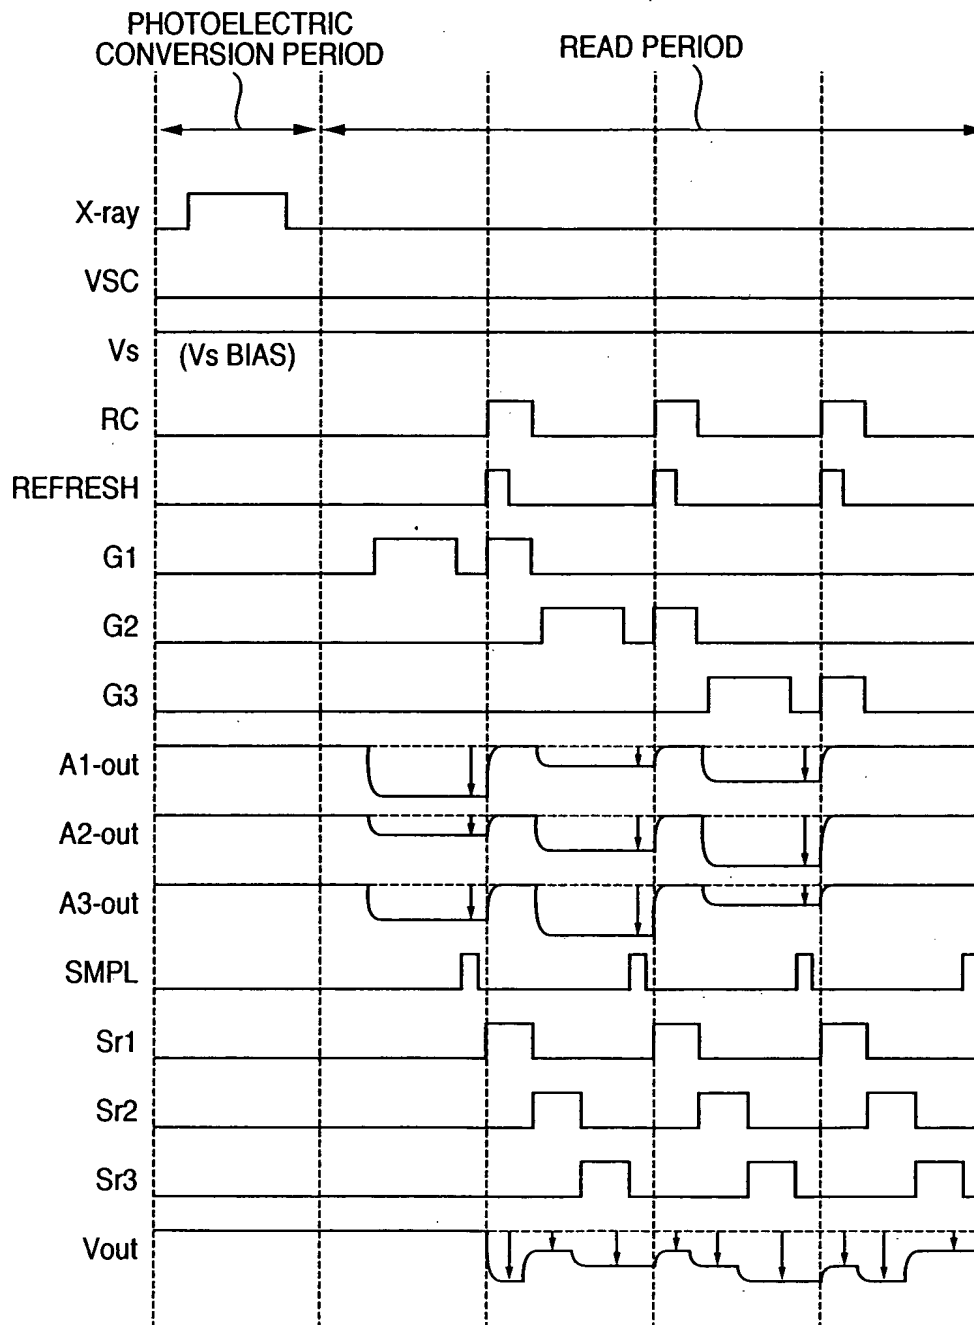 PHOTOELECTRIC
CONVERSION PERIOD
READ PERIOD
X-ray
VSC
Vs
(Vs BIAS)
RC
REFRESH
G1
G2
G3
A1-out
A2-out
A3-out
SMPL
Sr1
Sr2
Sr3
Vout